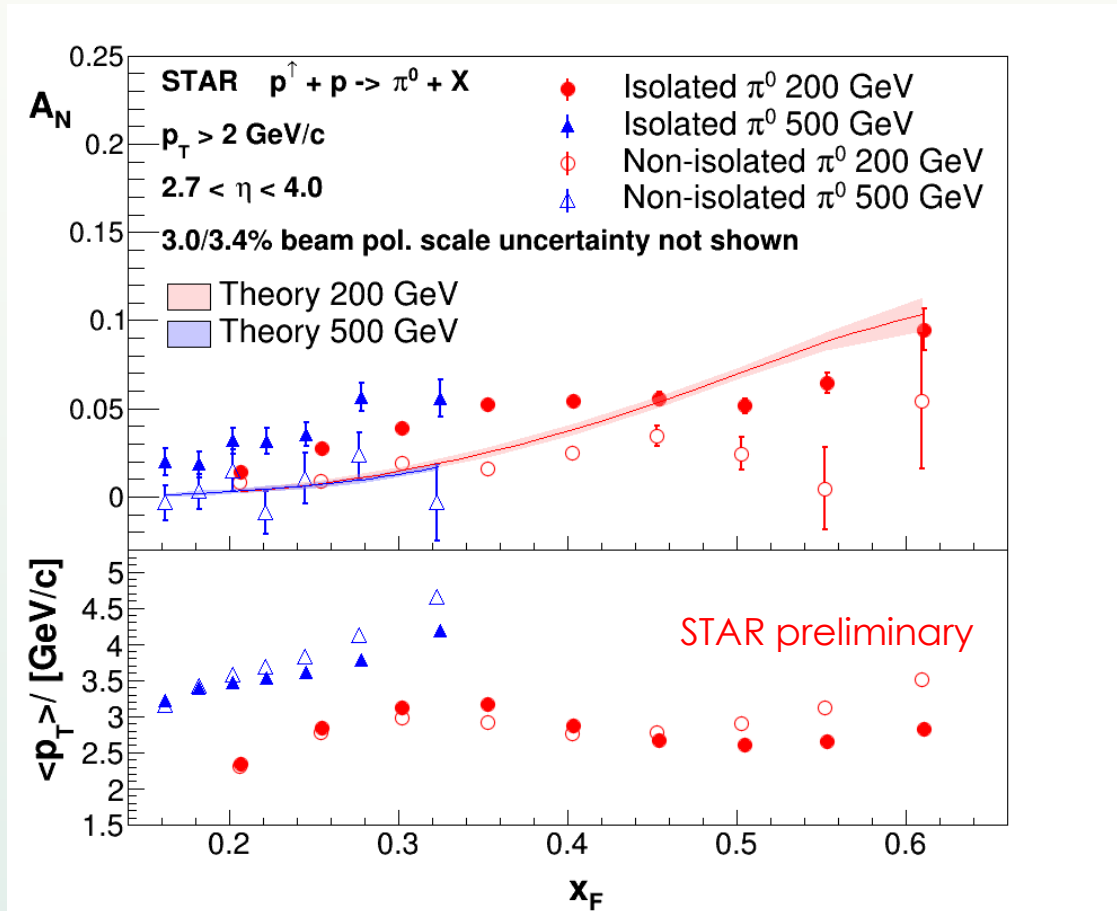 0.25
STAR p↑ + p -> π⁰ + X
Isolated π⁰ 200 GeV
A_N
Isolated π⁰ 500 GeV
0.2
p_T > 2 GeV/c
Non-isolated π⁰ 200 GeV
2.7 < η < 4.0
Non-isolated π⁰ 500 GeV
0.15
3.0/3.4% beam pol. scale uncertainty not shown
Theory 200 GeV
0.1
Theory 500 GeV
0.05
0
5
4.5
4
STAR preliminary
3.5
3
2.5
2
1.5
<p_T>/ [GeV/c]
0.2 0.3 0.4 0.5 0.6
x_F